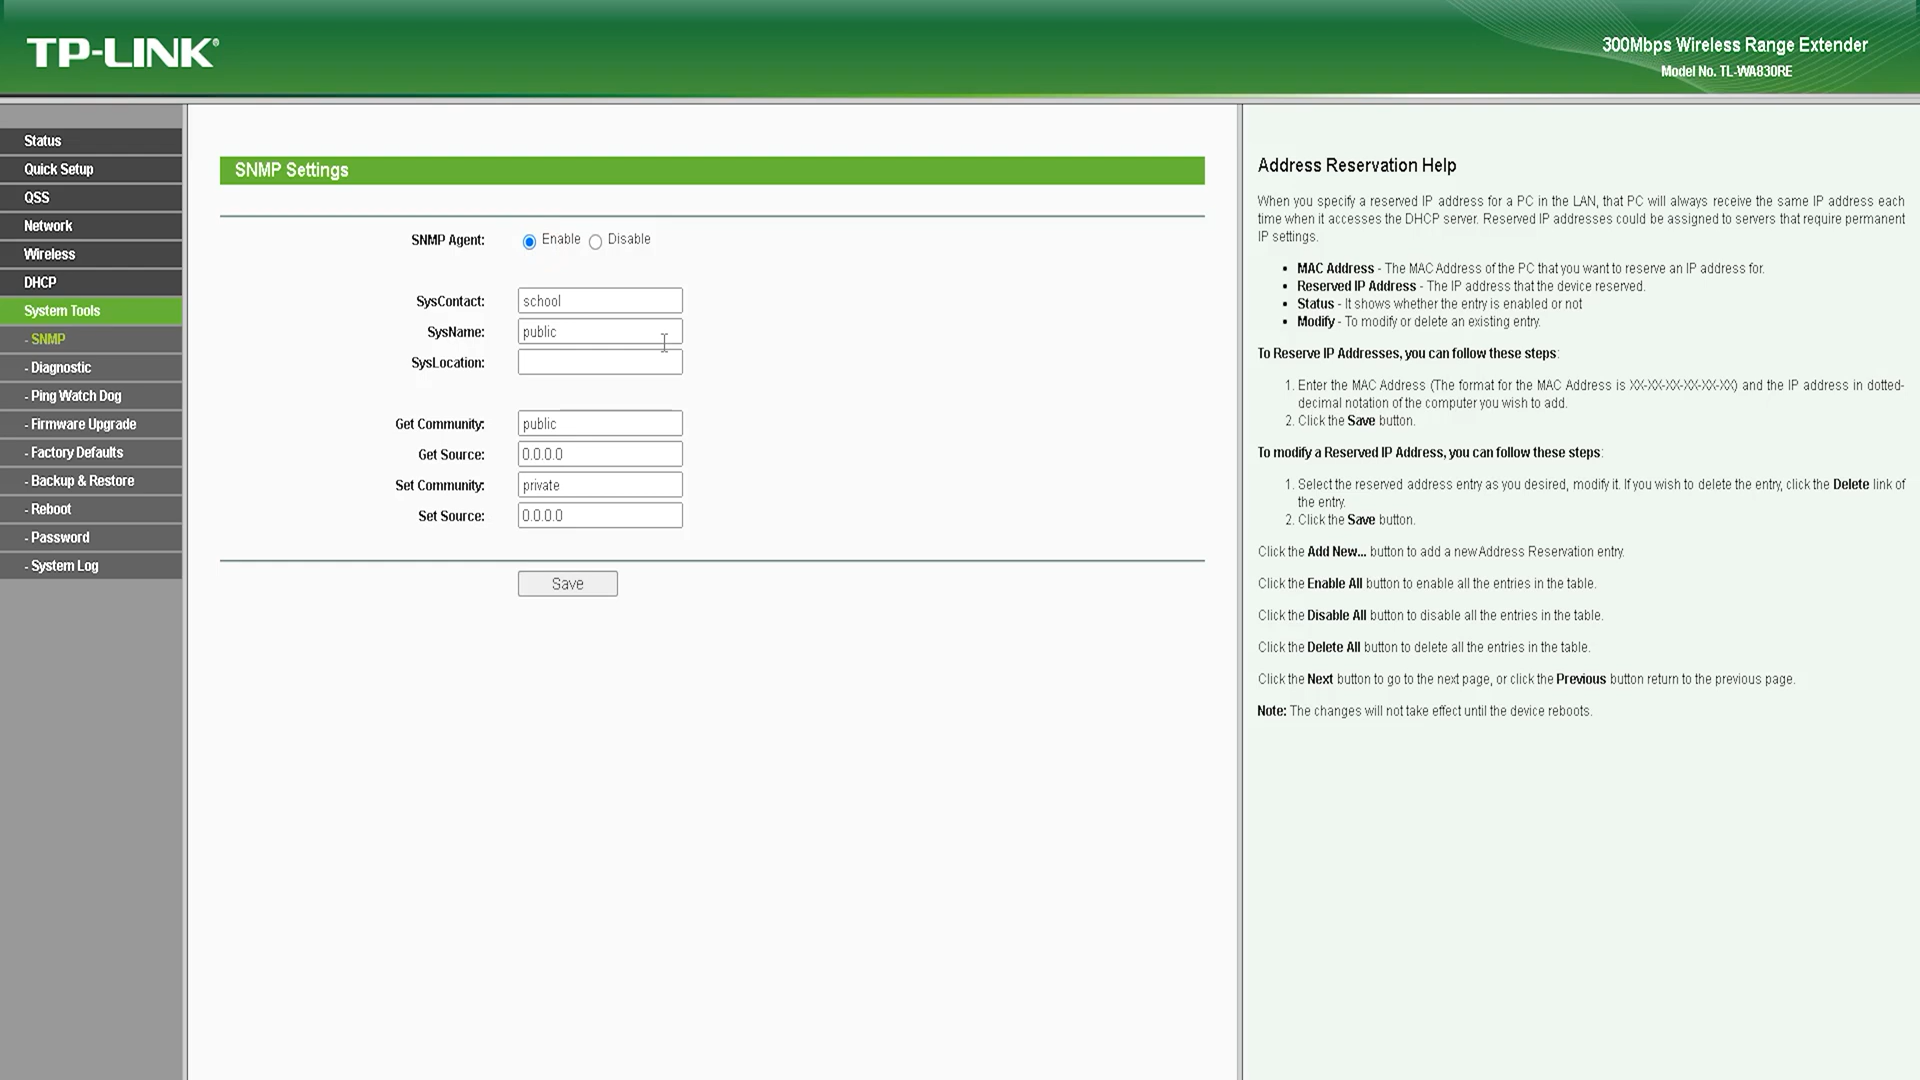 TP-LINK®
300Mbps Wireless Range Extender
Model No. TL-WA830RE
Status
Quick Setup
QSS
Network
Wireless
DHCP
System Tools
- SNMP
- Diagnostic
- Ping Watch Dog
- Firmware Upgrade
- Factory Defaults
- Backup & Restore
- Reboot
- Password
- System Log
SNMP Settings
SNMP Agent: Enable Disable
SysContact: school
SysName: public
SysLocation:
Get Community: public
Get Source: 0.0.0.0
Set Community: private
Set Source: 0.0.0.0
Save
Address Reservation Help
When you specify a reserved IP address for a PC in the LAN, that PC will always receive the same IP address each
time when it accesses the DHCP server. Reserved IP addresses could be assigned to servers that require permanent
IP settings.
• MAC Address - The MAC Address of the PC that you want to reserve an IP address for.
• Reserved IP Address - The IP address that the device reserved.
• Status - It shows whether the entry is enabled or not
• Modify - To modify or delete an existing entry.
To Reserve IP Addresses, you can follow these steps:
1. Enter the MAC Address (The format for the MAC Address is XX-XX-XX-XX-XX-XX) and the IP address in dotted-
decimal notation of the computer you wish to add.
2. Click the Save button.
To modify a Reserved IP Address, you can follow these steps:
1. Select the reserved address entry as you desired, modify it. If you wish to delete the entry, click the Delete link of
the entry.
2. Click the Save button.
Click the Add New... button to add a new Address Reservation entry.
Click the Enable All button to enable all the entries in the table.
Click the Disable All button to disable all the entries in the table.
Click the Delete All button to delete all the entries in the table.
Click the Next button to go to the next page, or click the Previous button return to the previous page.
Note: The changes will not take effect until the device reboots.